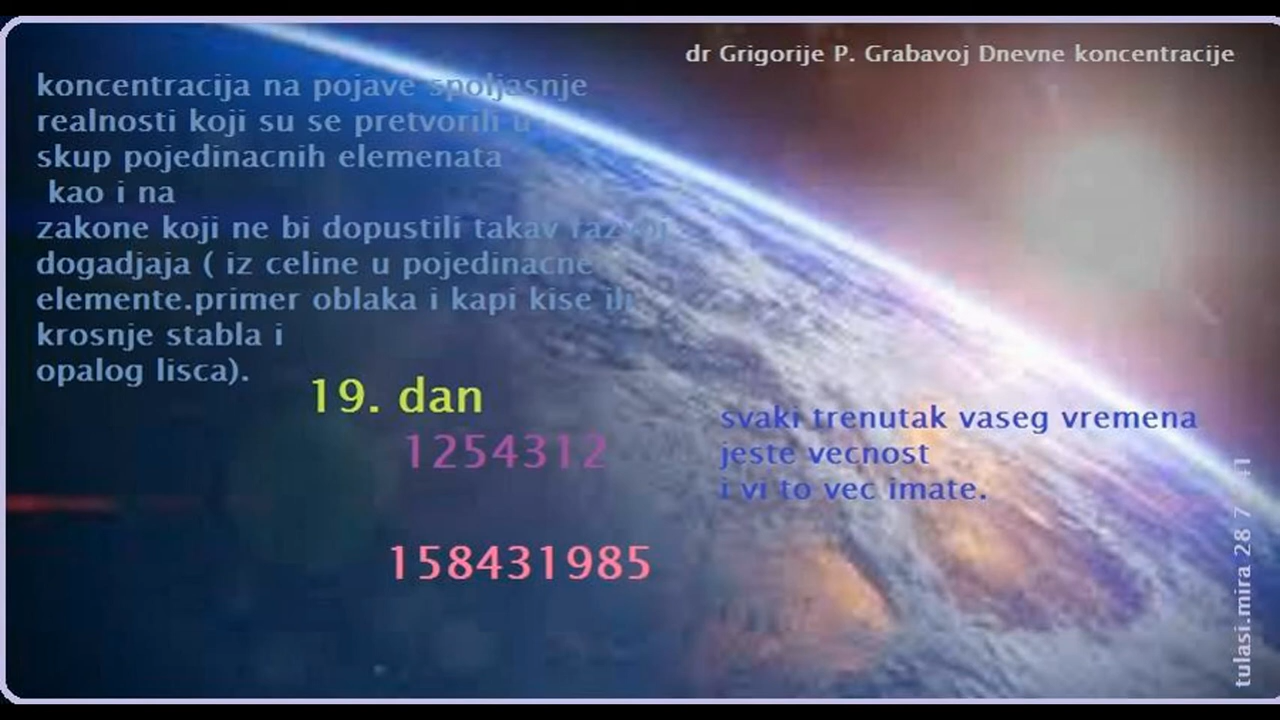 dr Grigorije P. Grabavoj Dnevne koncentracije
koncentracija na pojave spoljasnje
realnosti koji su se pretvorili u
skup pojedinacnih elemenata
kao i na
zakone koji ne bi dopustili takav razvoj
dogadjaja ( iz celine u pojedinacne
elemente.primer oblaka i kapi kise ili
krosnje stabla i
opalog lisca).
19. dan
1254312
158431985
svaki trenutak vaseg vremena
jeste vecnost
i vi to vec imate.
tulasi.mira 28 7 41